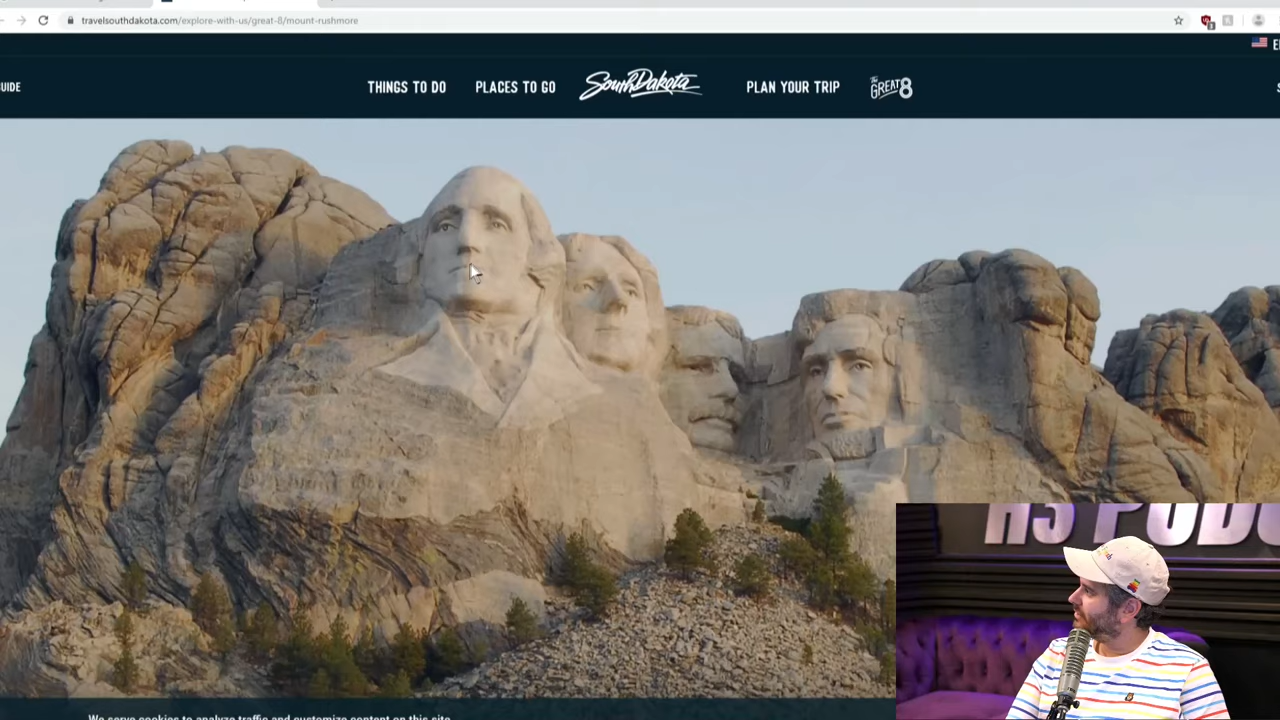 travelsouthdakota.com/explore-with-us/great-8/mount-rushmore
UIDE
THINGS TO DO
PLACES TO GO
SouthDakota
PLAN YOUR TRIP
THE GREAT 8
H3 PODC
We serve cookies to analyze traffic and customize content on this site.